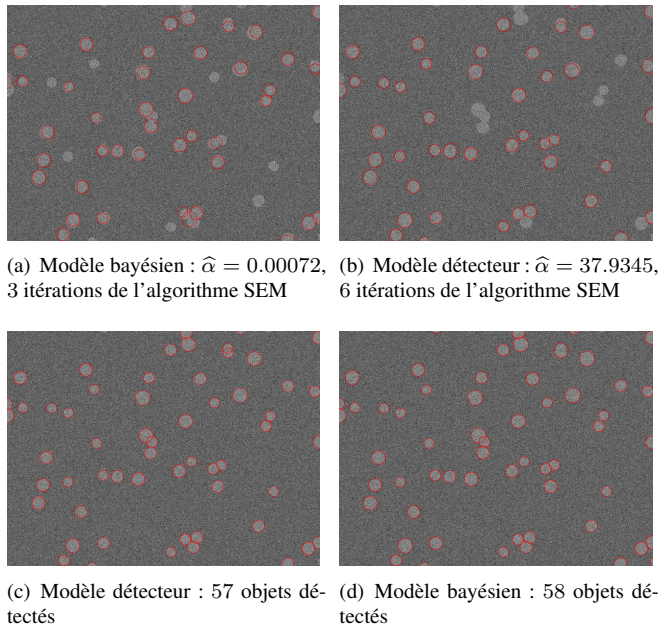 (a) Modèle bayésien : α̂ = 0.00072,
3 itérations de l'algorithme SEM
(b) Modèle détecteur : α̂ = 37.9345,
6 itérations de l'algorithme SEM
(c) Modèle détecteur : 57 objets dé-
tectés
(d) Modèle bayésien : 58 objets dé-
tectés